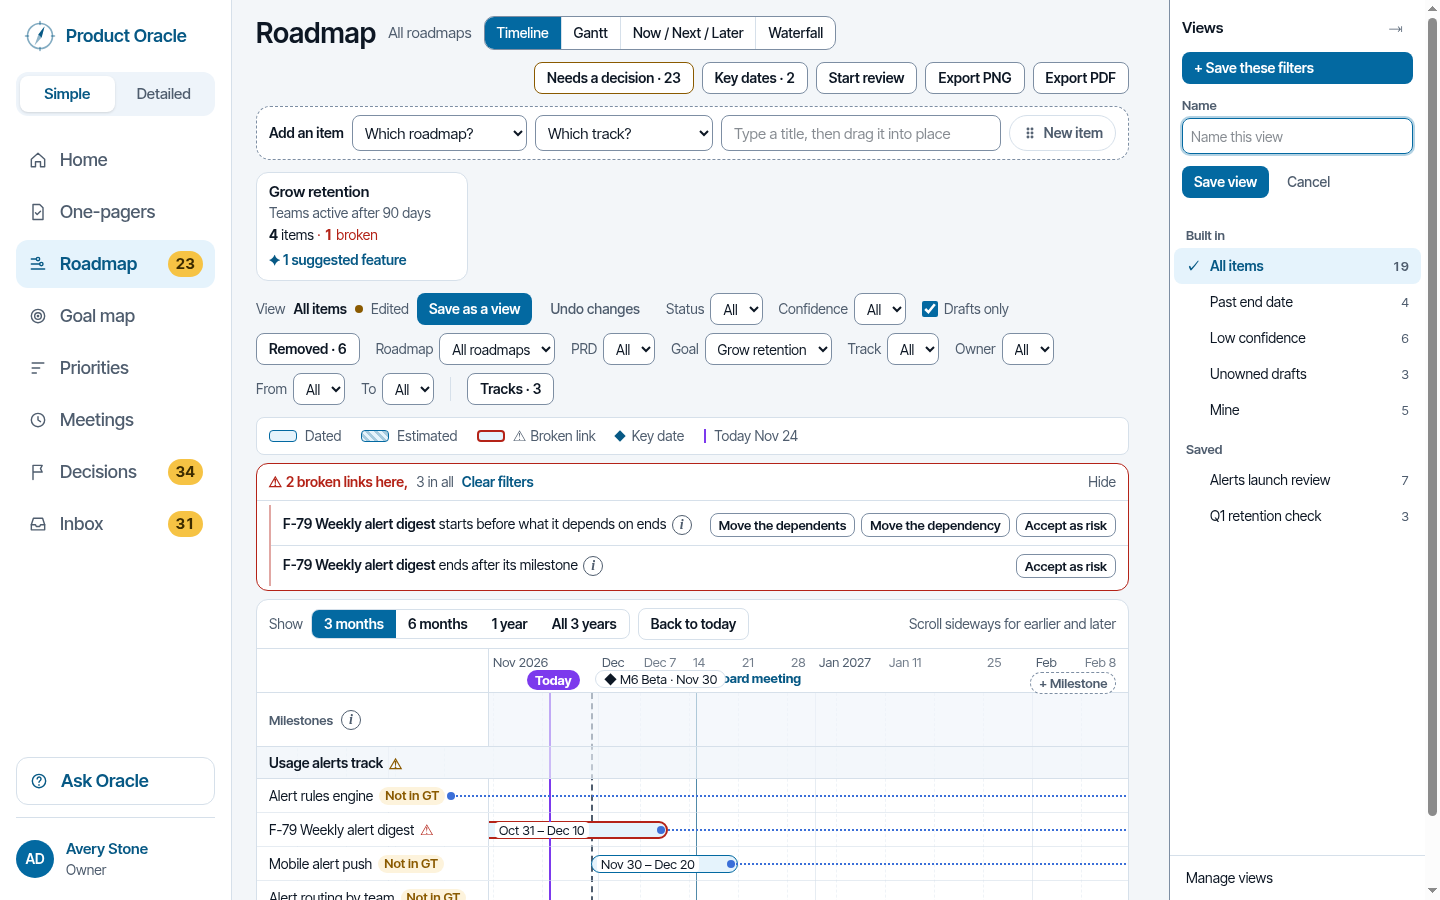 Product Oracle
Simple
Detailed
Home
One-pagers
Roadmap
23
Goal map
Priorities
Meetings
Decisions
34
Inbox
31
Ask Oracle
AD
Avery Stone
Owner
Roadmap
All roadmaps
Timeline
Gantt
Now / Next / Later
Waterfall
Needs a decision · 23
Key dates · 2
Start review
Export PNG
Export PDF
Add an item
Which roadmap?
Which track?
Type a title, then drag it into place
New item
Grow retention
Teams active after 90 days
4 items · 1 broken
1 suggested feature
View
All items
Edited
Save as a view
Undo changes
Status
All
Confidence
All
Drafts only
Removed · 6
Roadmap
All roadmaps
PRD
All
Goal
Grow retention
Track
All
Owner
All
From
All
To
All
Tracks · 3
Dated
Estimated
Broken link
Key date
Today Nov 24
2 broken links here, 3 in all Clear filters
Hide
F-79 Weekly alert digest starts before what it depends on ends i
Move the dependents
Move the dependency
Accept as risk
F-79 Weekly alert digest ends after its milestone i
Accept as risk
Show
3 months
6 months
1 year
All 3 years
Back to today
Scroll sideways for earlier and later
Nov 2026
Dec
Dec 7
14
21
28
Jan 2027
Jan 11
25
Feb
Feb 8
Today
M6 Beta · Nov 30
ard meeting
+ Milestone
Milestones i
Usage alerts track
Alert rules engine
Not in GT
F-79 Weekly alert digest
Oct 31 – Dec 10
Mobile alert push
Not in GT
Nov 30 – Dec 20
Alert routing by team
Not in GT
Views
+ Save these filters
Name
Name this view
Save view
Cancel
Built in
✓ All items
19
Past end date
4
Low confidence
6
Unowned drafts
3
Mine
5
Saved
Alerts launch review
7
Q1 retention check
3
Manage views